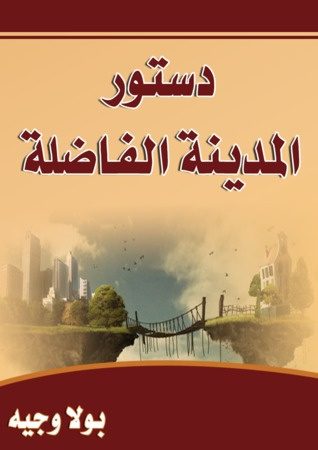 دستور
المدينة الفاضلة
بولا وجيه